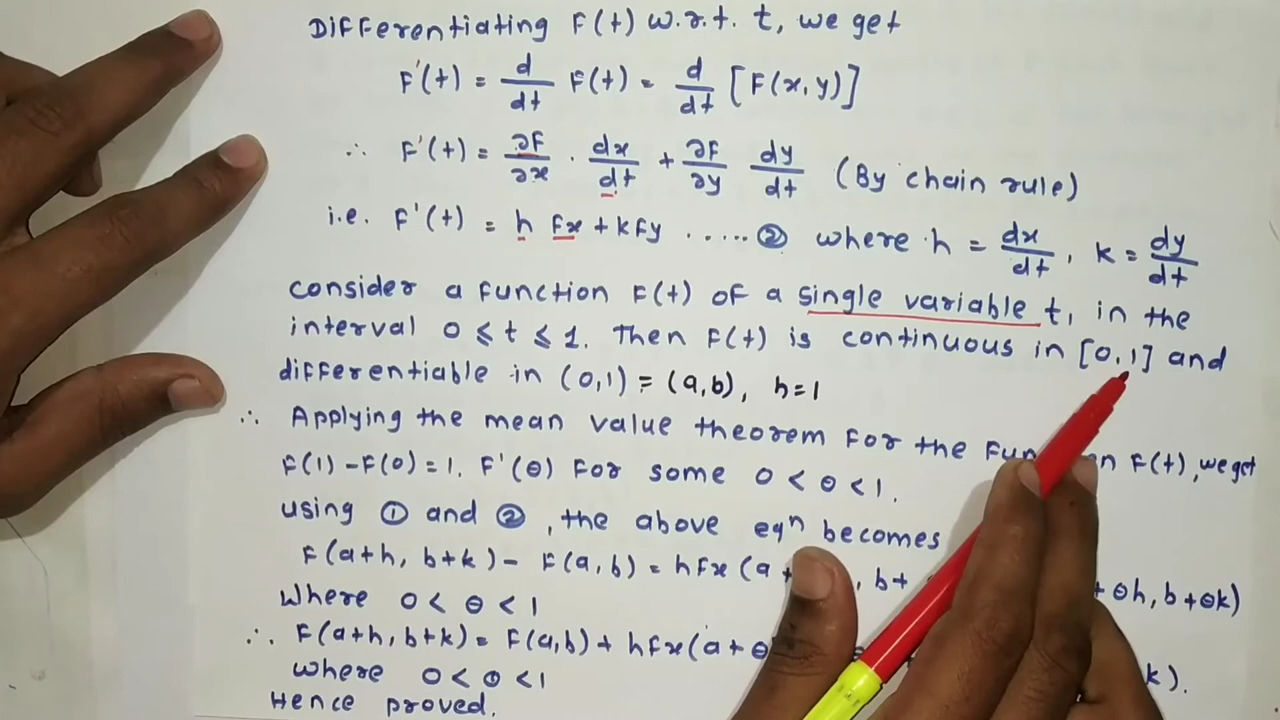 Differentiating F(t) w.r.t. t, we get
F'(t) = d/dt F(t) = d/dt [F(x,y)]
∴ F'(t) = ∂F/∂x · dx/dt + ∂F/∂y dy/dt (By chain rule)
i.e. F'(t) = h fx + k fy ..... ② where h = dx/dt, k = dy/dt
consider a function F(t) of a single variable t, in the
interval 0 ≤ t ≤ 1. Then F(t) is continuous in [0,1] and
differentiable in (0,1) = (a,b), h=1
∴ Applying the mean value theorem for the F(t), we get
F(1) - F(0) = 1. F'(θ) for some 0 < θ < 1.
using ① and ②, the above eqⁿ becomes
F(a+h, b+k) - F(a,b) = hfx(a+ , b+ + θh, b+θk)
where 0 < θ < 1
∴ F(a+h, b+k) = F(a,b) + hfx(a+θ k).
where 0 < θ < 1
Hence proved.